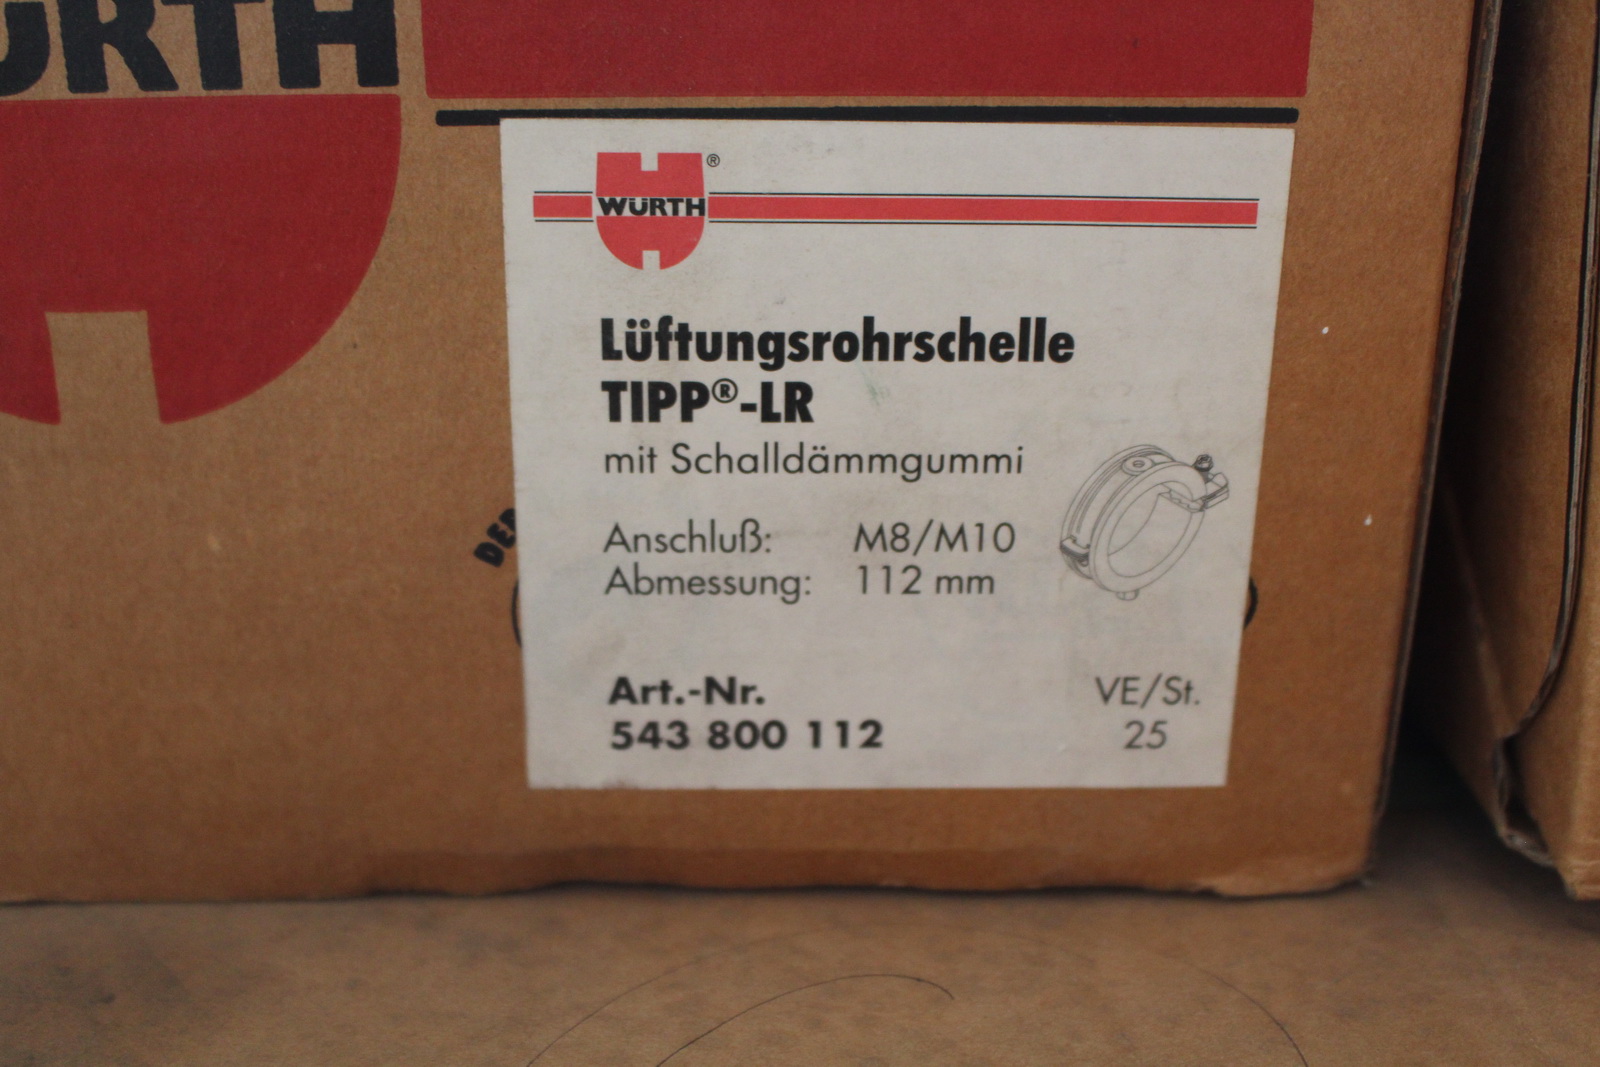 WÜRTH
WÜRTH®
Lüftungsrohrschelle
TIPP®-LR
mit Schalldämmgummi
Anschluß: M8/M10
Abmessung: 112 mm
Art.-Nr. VE/St.
543 800 112 25